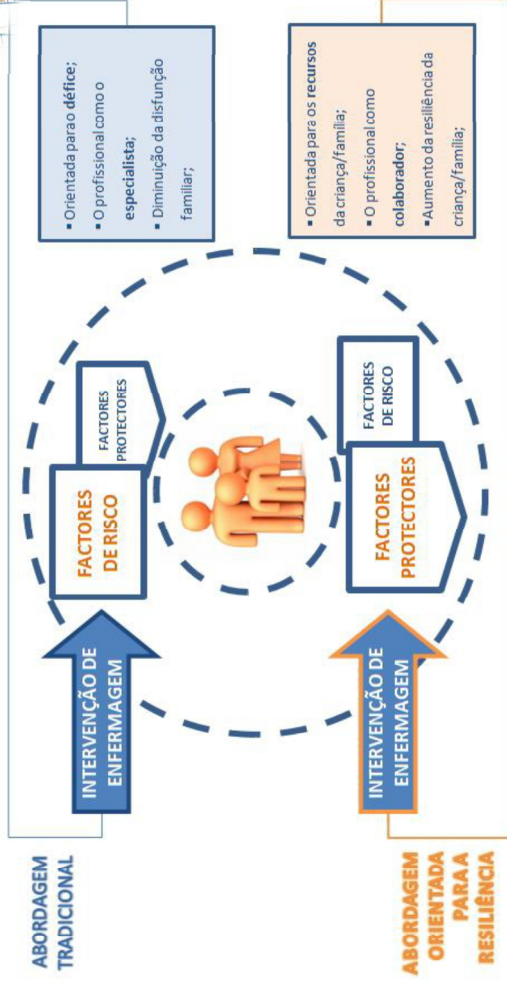 ABORDAGEM
TRADICIONAL
INTERVENÇÃO DE
ENFERMAGEM
FACTORES
DE RISCO
FACTORES
PROTECTORES
▪ Orientada para o défice;
▪ O profissional como o
especialista;
▪ Diminuição da disfunção
familiar;
ABORDAGEM
ORIENTADA
PARA A
RESILIÊNCIA
INTERVENÇÃO DE
ENFERMAGEM
FACTORES
PROTECTORES
FACTORES
DE RISCO
▪ Orientada para os recursos
da criança/família;
▪ O profissional como
colaborador;
▪Aumento da resiliência da
criança/família;